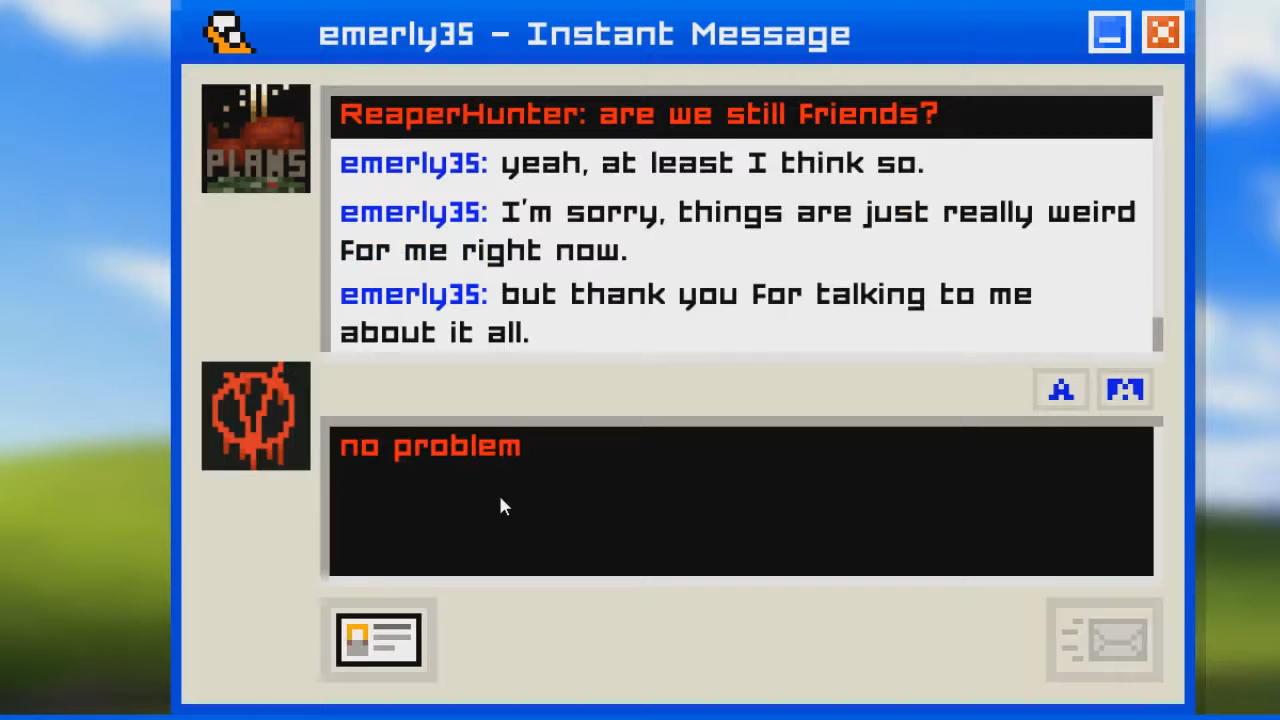 emerly35 - Instant Message
PLANS
ReaperHunter: are we still friends?
emerly35: yeah, at least I think so.
emerly35: I'm sorry, things are just really weird
for me right now.
emerly35: but thank you for talking to me
about it all.
A A
no problem